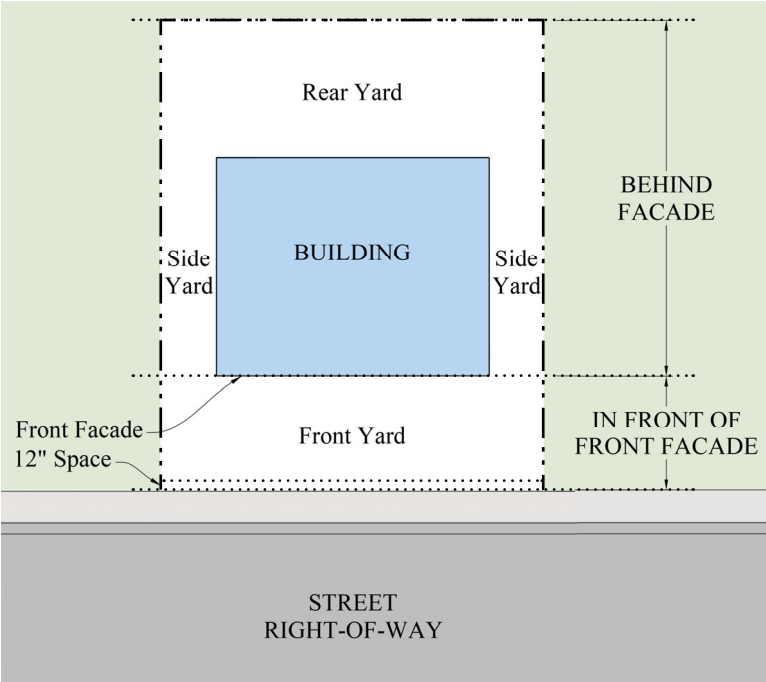 Rear Yard
BEHIND
FACADE
Side
Yard
BUILDING
Side
Yard
Front Facade
12" Space
Front Yard
IN FRONT OF
FRONT FACADE
STREET
RIGHT-OF-WAY